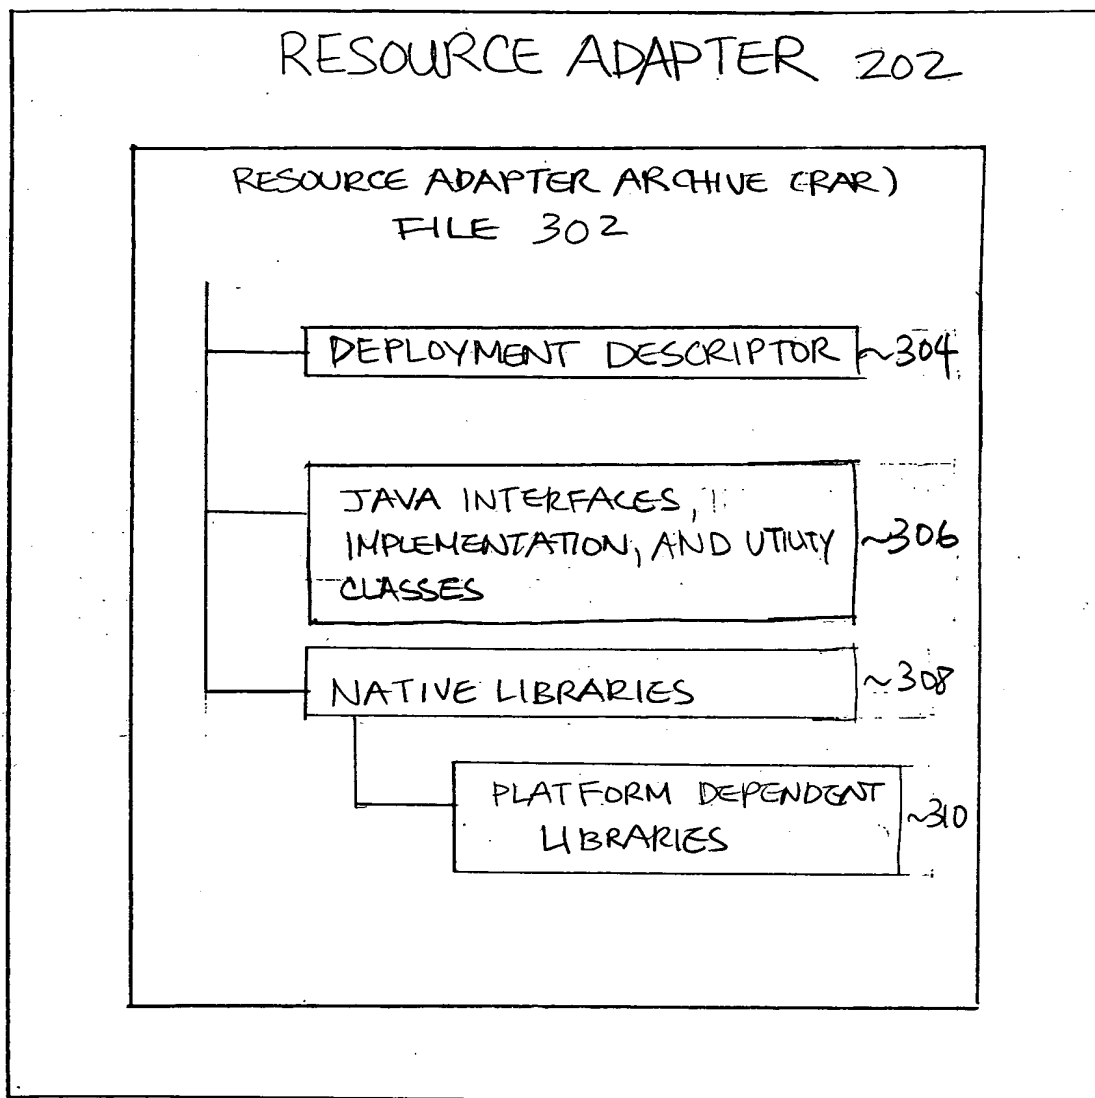 RESOURCE ADAPTER 202
RESOURCE ADAPTER ARCHIVE (RAR)
FILE 302
DEPLOYMENT DESCRIPTOR ~304
JAVA INTERFACES,
IMPLEMENTATION, AND UTILITY ~306
CLASSES
NATIVE LIBRARIES ~308
PLATFORM DEPENDENT ~310
LIBRARIES